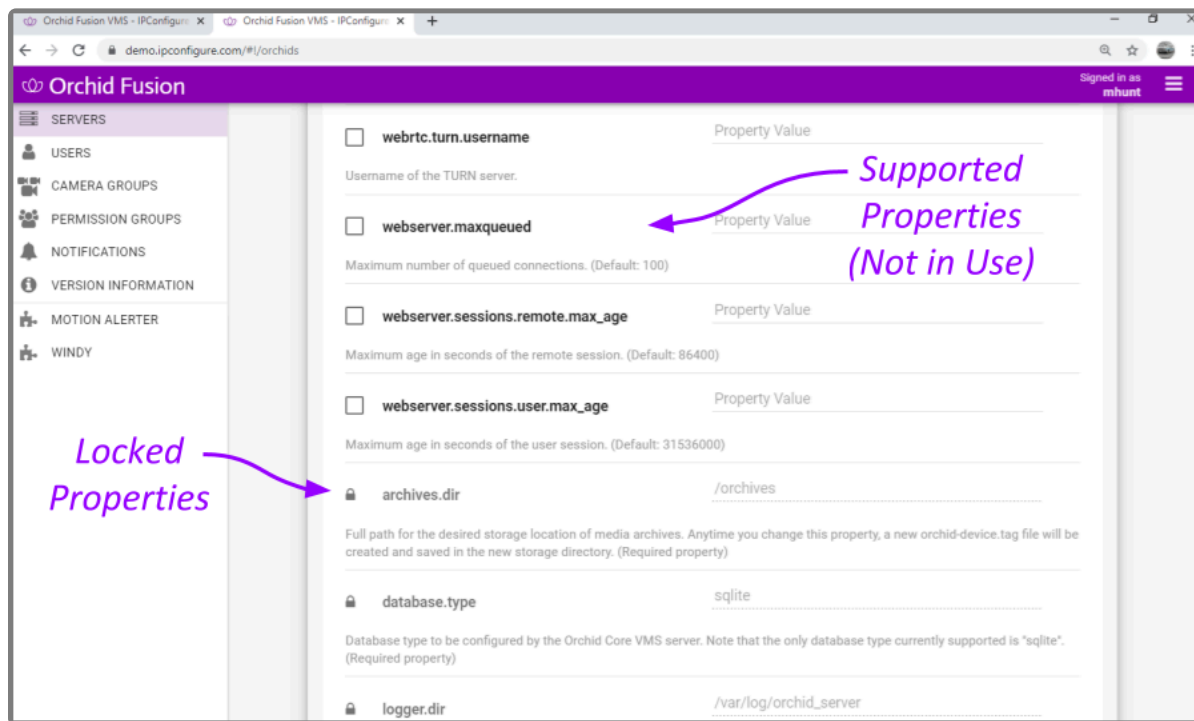 Orchid Fusion VMS - IPConfigure
Orchid Fusion VMS - IPConfigure
demo.ipconfigure.com/#!/orchids
Orchid Fusion
Signed in as
mhunt
SERVERS
USERS
CAMERA GROUPS
PERMISSION GROUPS
NOTIFICATIONS
VERSION INFORMATION
MOTION ALERTER
WINDY
webrtc.turn.username
Property Value
Username of the TURN server.
Supported
Properties
(Not in Use)
webserver.maxqueued
Property Value
Maximum number of queued connections. (Default: 100)
webserver.sessions.remote.max_age
Property Value
Maximum age in seconds of the remote session. (Default: 86400)
webserver.sessions.user.max_age
Property Value
Maximum age in seconds of the user session. (Default: 31536000)
Locked
Properties
archives.dir
/orchives
Full path for the desired storage location of media archives. Anytime you change this property, a new orchid-device.tag file will be
created and saved in the new storage directory. (Required property)
database.type
sqlite
Database type to be configured by the Orchid Core VMS server. Note that the only database type currently supported is "sqlite".
(Required property)
logger.dir
/var/log/orchid_server